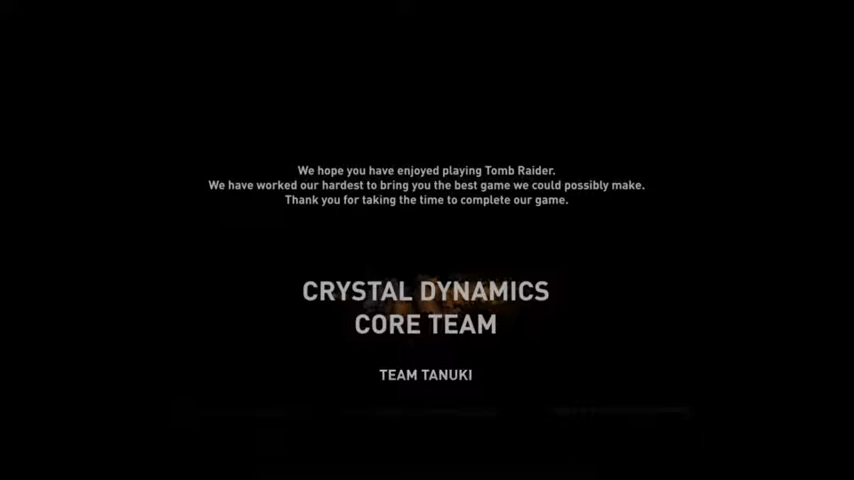 We hope you have enjoyed playing Tomb Raider.
We have worked our hardest to bring you the best game we could possibly make.
Thank you for taking the time to complete our game.
CRYSTAL DYNAMICS
CORE TEAM
TEAM TANUKI